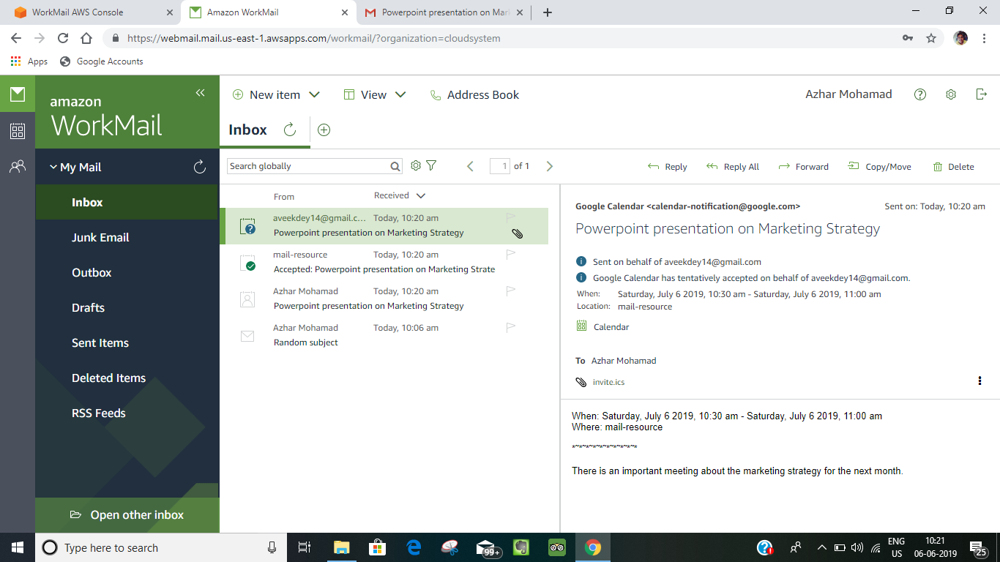 WorkMail AWS Console
Amazon WorkMail
Powerpoint presentation on Mar
https://webmail.mail.us-east-1.awsapps.com/workmail/?organization=cloudsystem
Apps
Google Accounts
amazon
WorkMail
New item
View
Address Book
Azhar Mohamad
Inbox
My Mail
Inbox
Junk Email
Outbox
Drafts
Sent Items
Deleted Items
RSS Feeds
Open other inbox
Search globally
1 of 1
Reply
Reply All
Forward
Copy/Move
Delete
From
Received
aveekdey14@gmail.c... Today, 10:20 am
Powerpoint presentation on Marketing Strategy
mail-resource Today, 10:20 am
Accepted: Powerpoint presentation on Marketing Strate
Azhar Mohamad Today, 10:20 am
Powerpoint presentation on Marketing Strategy
Azhar Mohamad Today, 10:06 am
Random subject
Google Calendar <calendar-notification@google.com>
Sent on: Today, 10:20 am
Powerpoint presentation on Marketing Strategy
Sent on behalf of aveekdey14@gmail.com
Google Calendar has tentatively accepted on behalf of aveekdey14@gmail.com.
When: Saturday, July 6 2019, 10:30 am - Saturday, July 6 2019, 11:00 am
Location: mail-resource
Calendar
To Azhar Mohamad
invite.ics
When: Saturday, July 6 2019, 10:30 am - Saturday, July 6 2019, 11:00 am
Where: mail-resource
*~*~*~*~*~*~*~*~*~*
There is an important meeting about the marketing strategy for the next month.
Type here to search
99+
ENG
US
10:21
06-06-2019
25